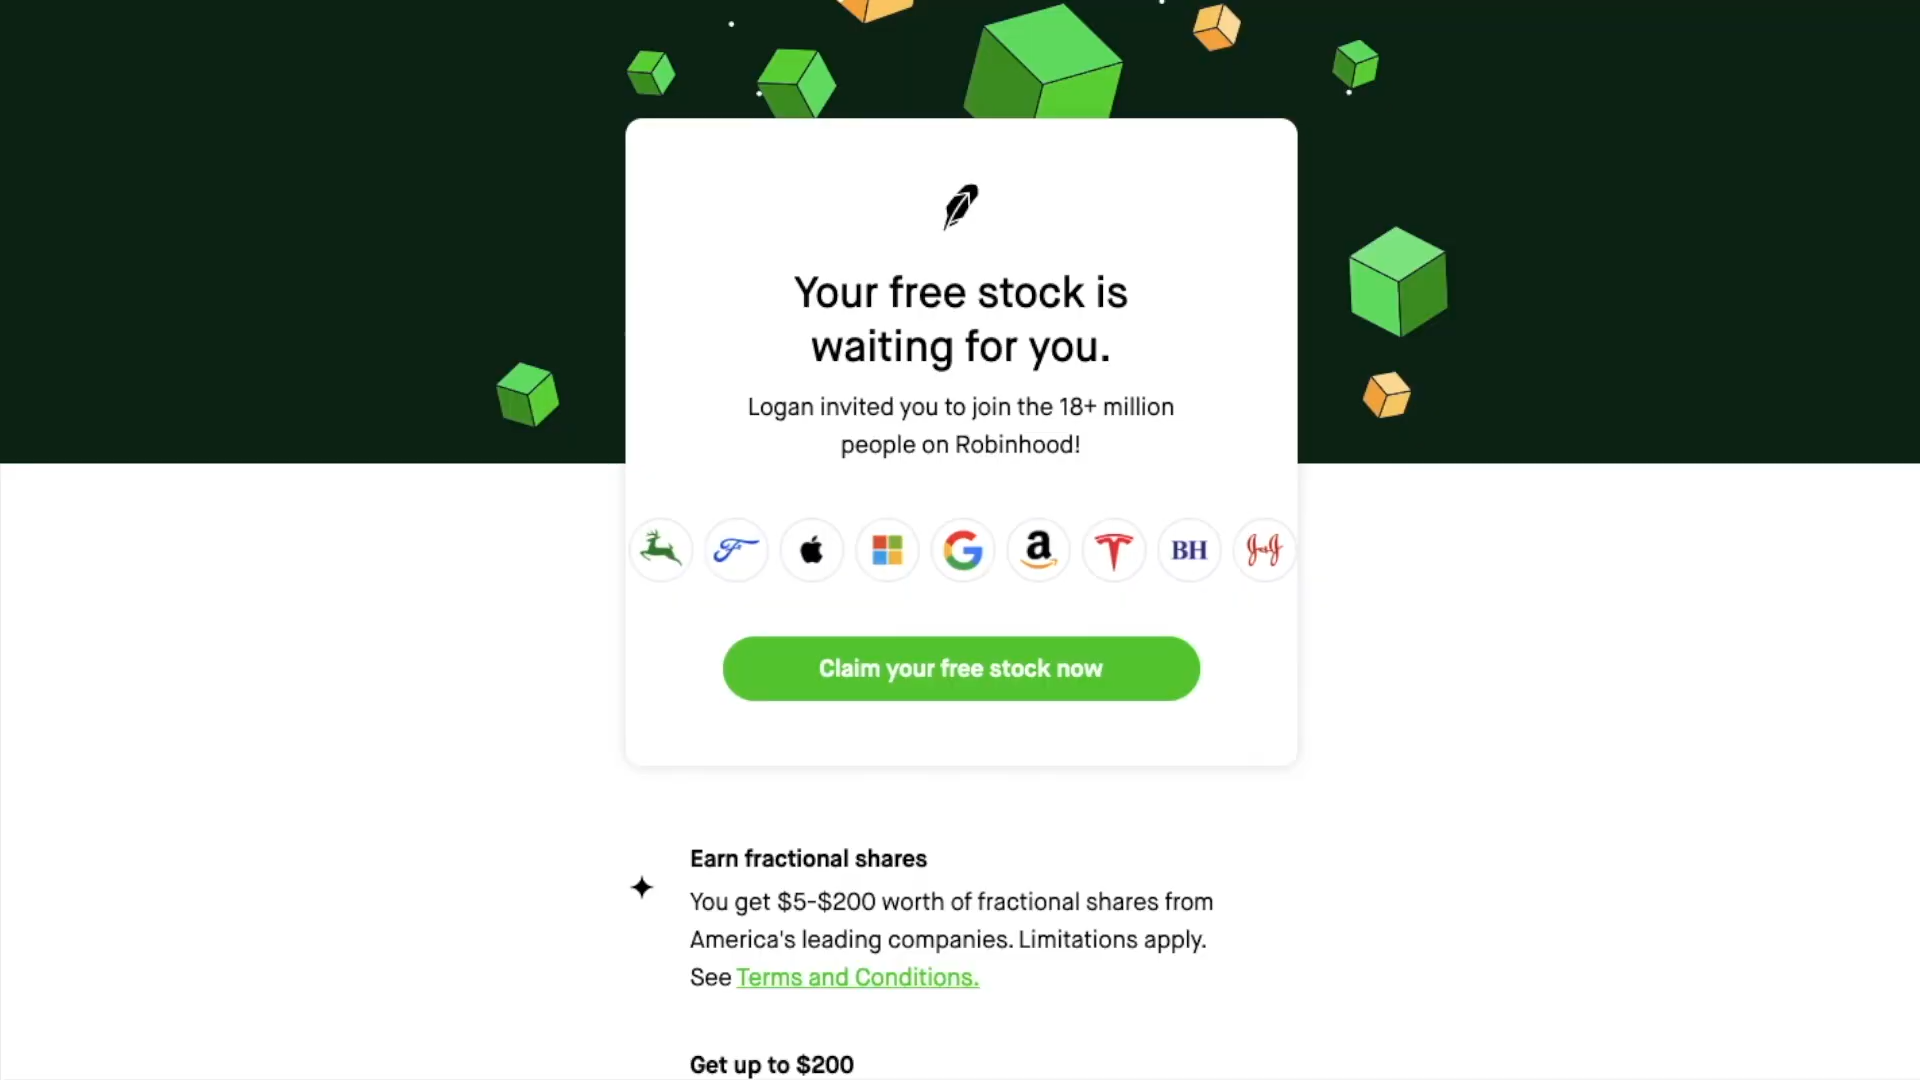 Your free stock is
waiting for you.
Logan invited you to join the 18+ million
people on Robinhood!
F
G
a
T
BH
J&J
Claim your free stock now
Earn fractional shares
You get $5-$200 worth of fractional shares from
America's leading companies. Limitations apply.
See Terms and Conditions.
Get up to $200